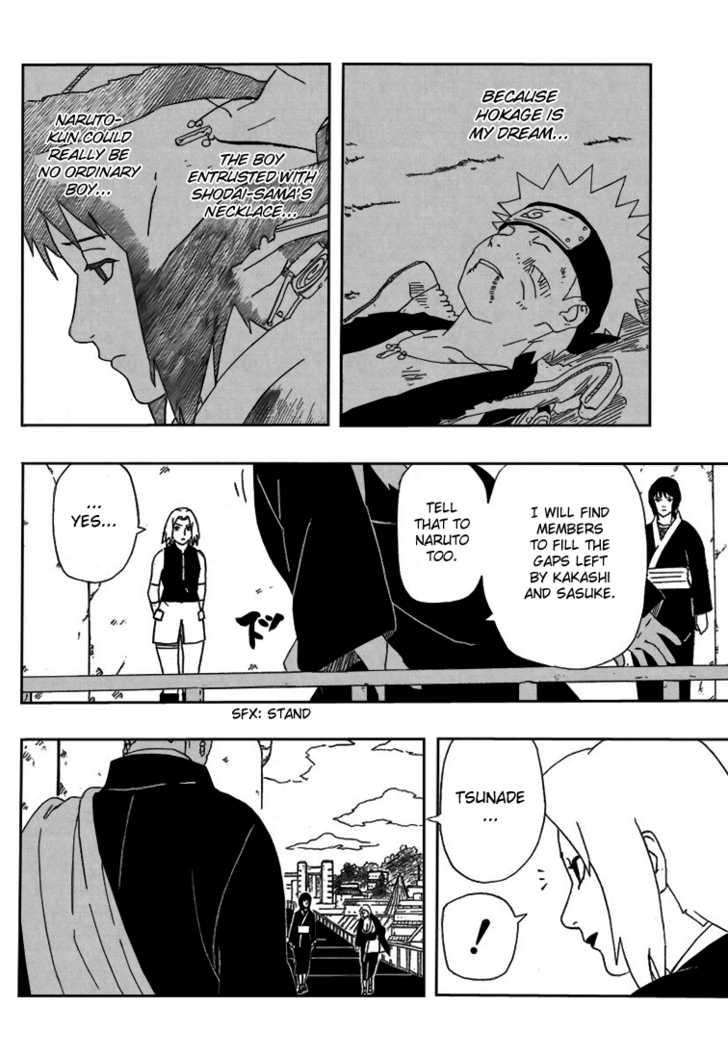 BECAUSE
HOKAGE IS
MY DREAM...
THE BOY
ENTRUSTED WITH
SHODAI-SAMA'S
NECKLACE...
NARUTO-
KUN COULD
REALLY BE
NO ORDINARY
BOY...
I WILL FIND
MEMBERS
TO FILL THE
GAPS LEFT
BY KAKASHI
AND SASUKE.
TELL
THAT TO
NARUTO
TOO.
...
YES...
SFX: STAND
TSUNADE
...
!